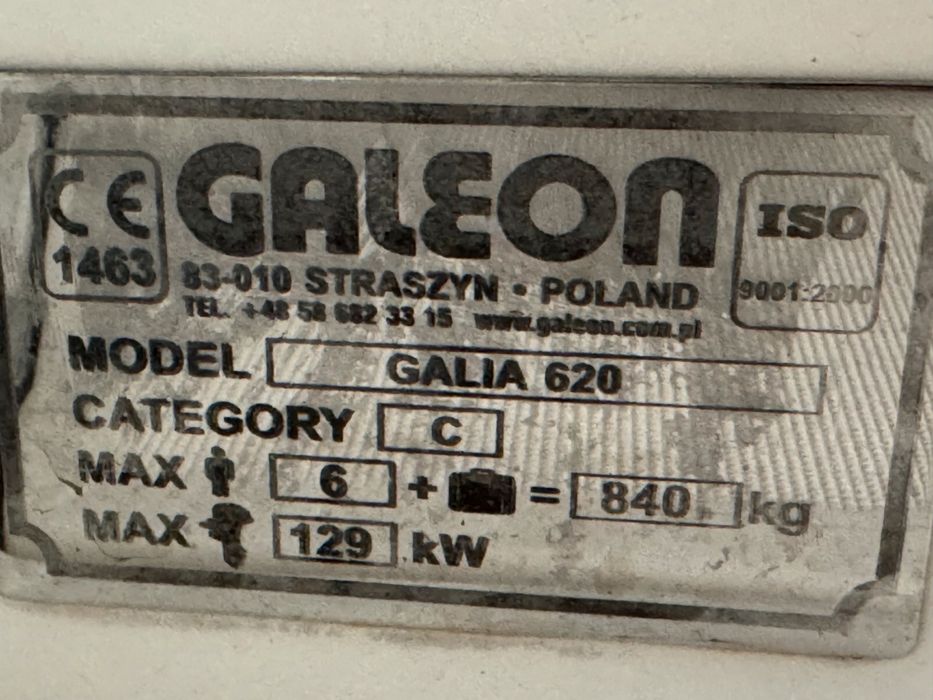 CE
1463
GALEON
ISO
9001:2000
83-010 STRASZYN • POLAND
TEL. +48 58 682 33 15 www.galeon.com.pl
MODEL GALIA 620
CATEGORY C
MAX 6 + = 840 kg
MAX 129 kW